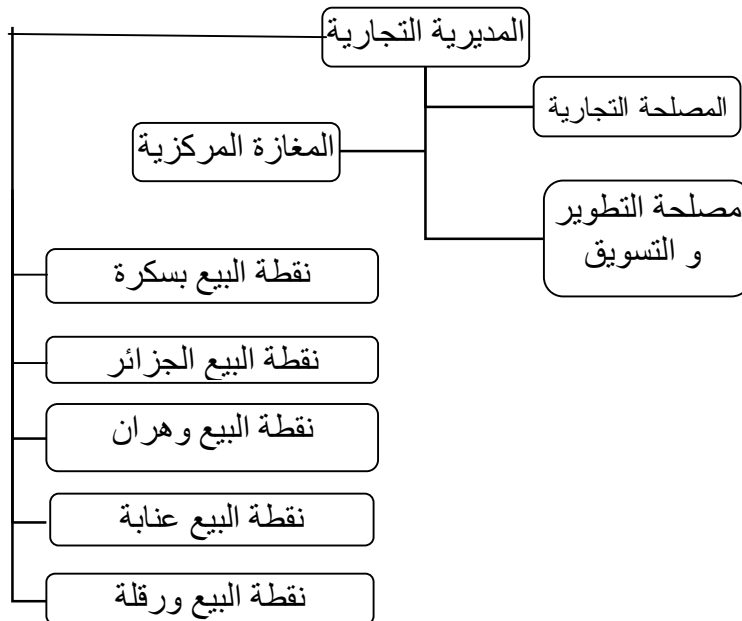 المديرية التجارية
المصلحة التجارية
المغازة المركزية
مصلحة التطوير
و التسويق
نقطة البيع بسكرة
نقطة البيع الجزائر
نقطة البيع وهران
نقطة البيع عنابة
نقطة البيع ورقلة